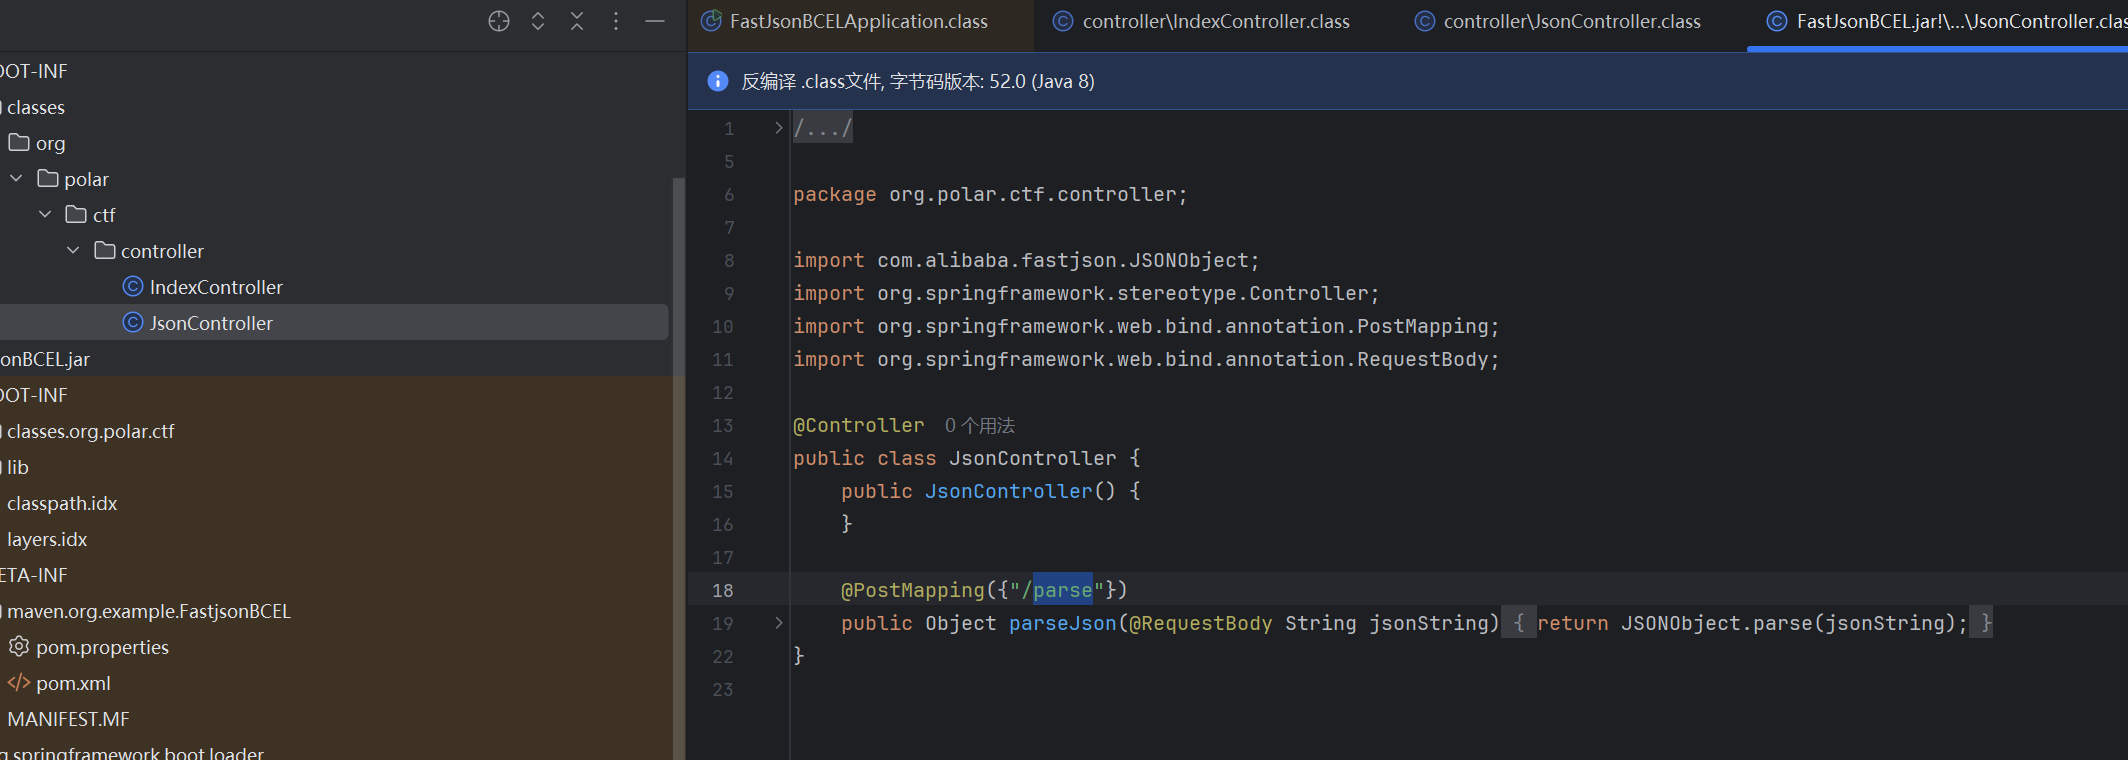 FastJsonBCELApplication.class
controller\IndexController.class
controller\JsonController.class
FastJsonBCEL.jar!\...\JsonController.clas
OOT-INF
classes
org
polar
ctf
controller
IndexController
JsonController
onBCEL.jar
OOT-INF
classes.org.polar.ctf
lib
classpath.idx
layers.idx
ETA-INF
maven.org.example.FastjsonBCEL
pom.properties
</> pom.xml
MANIFEST.MF
g.springframework.boot.loader
反编译 .class文件, 字节码版本: 52.0 (Java 8)
1 /.../
5
6 package org.polar.ctf.controller;
7
8 import com.alibaba.fastjson.JSONObject;
9 import org.springframework.stereotype.Controller;
10 import org.springframework.web.bind.annotation.PostMapping;
11 import org.springframework.web.bind.annotation.RequestBody;
12
13 @Controller 0 个用法
14 public class JsonController {
15 public JsonController() {
16 }
17
18 @PostMapping({"/parse"})
19 public Object parseJson(@RequestBody String jsonString) { return JSONObject.parse(jsonString); }
22 }
23